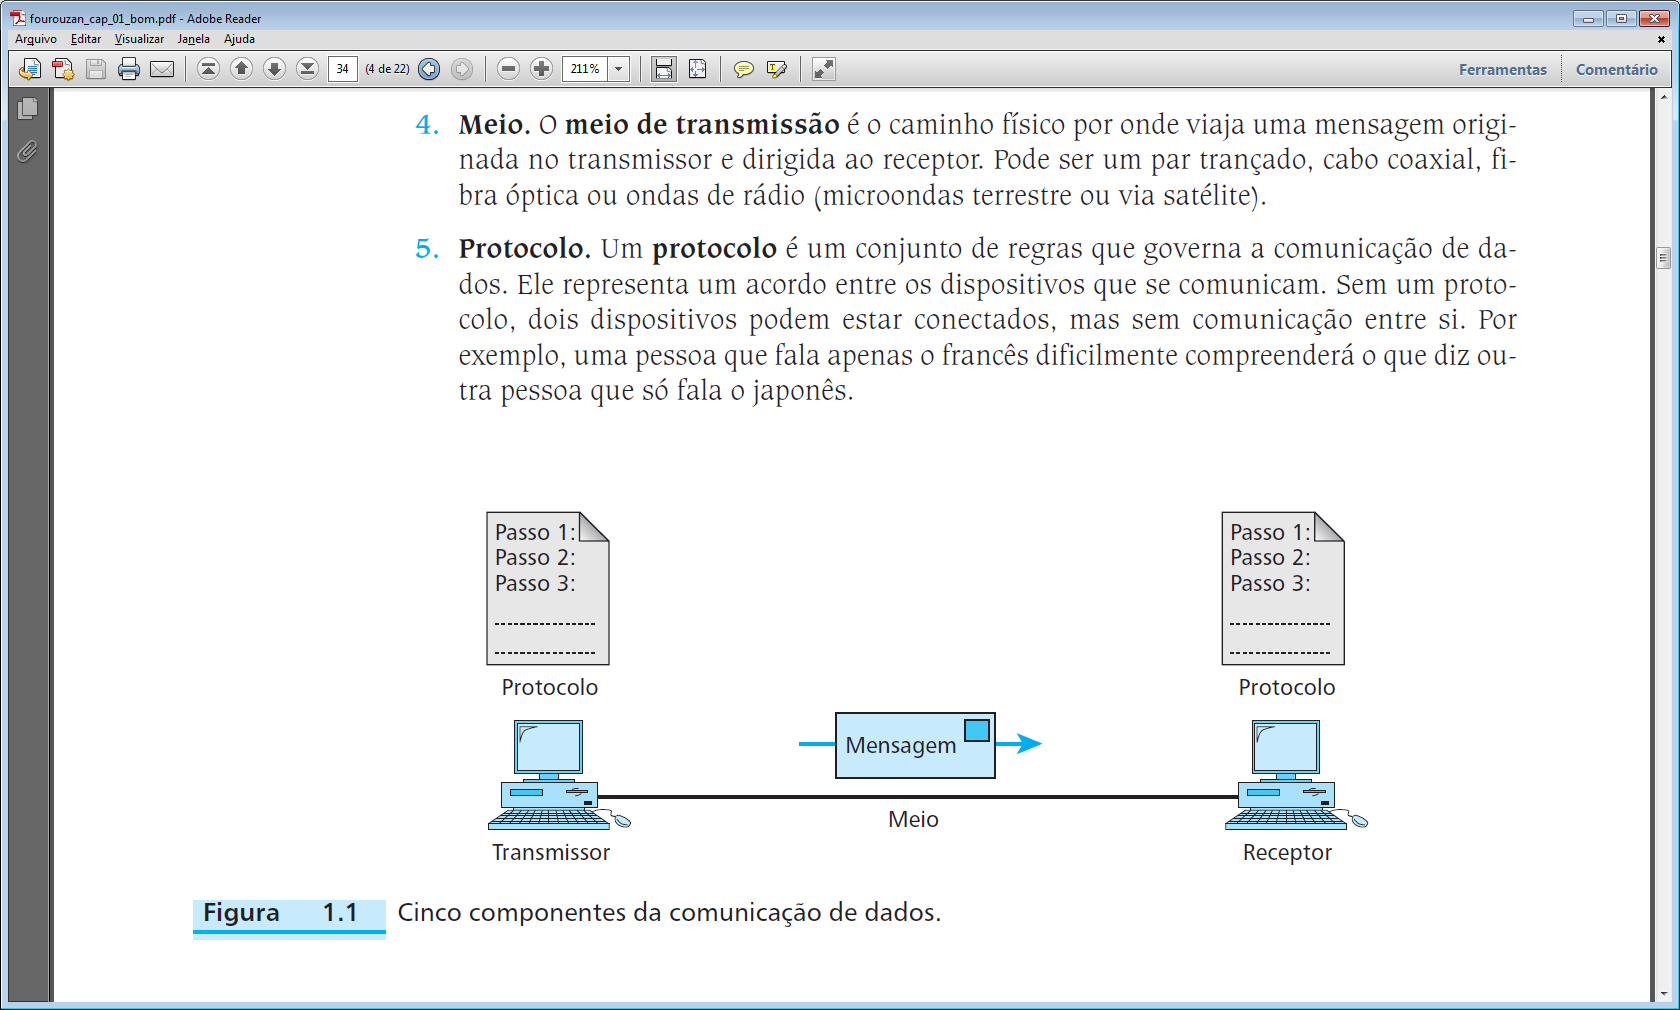 fourouzan_cap_01_bom.pdf - Adobe Reader
Arquivo Editar Visualizar Janela Ajuda
34 (4 de 22) 211% Ferramentas Comentário
4. Meio. O meio de transmissão é o caminho físico por onde viaja uma mensagem origi-
nada no transmissor e dirigida ao receptor. Pode ser um par trançado, cabo coaxial, fi-
bra óptica ou ondas de rádio (microondas terrestre ou via satélite).
5. Protocolo. Um protocolo é um conjunto de regras que governa a comunicação de da-
dos. Ele representa um acordo entre os dispositivos que se comunicam. Sem um proto-
colo, dois dispositivos podem estar conectados, mas sem comunicação entre si. Por
exemplo, uma pessoa que fala apenas o francês dificilmente compreenderá o que diz ou-
tra pessoa que só fala o japonês.
Passo 1:
Passo 2:
Passo 3:
Protocolo
Passo 1:
Passo 2:
Passo 3:
Protocolo
Mensagem
Meio
Transmissor
Receptor
Figura 1.1 Cinco componentes da comunicação de dados.